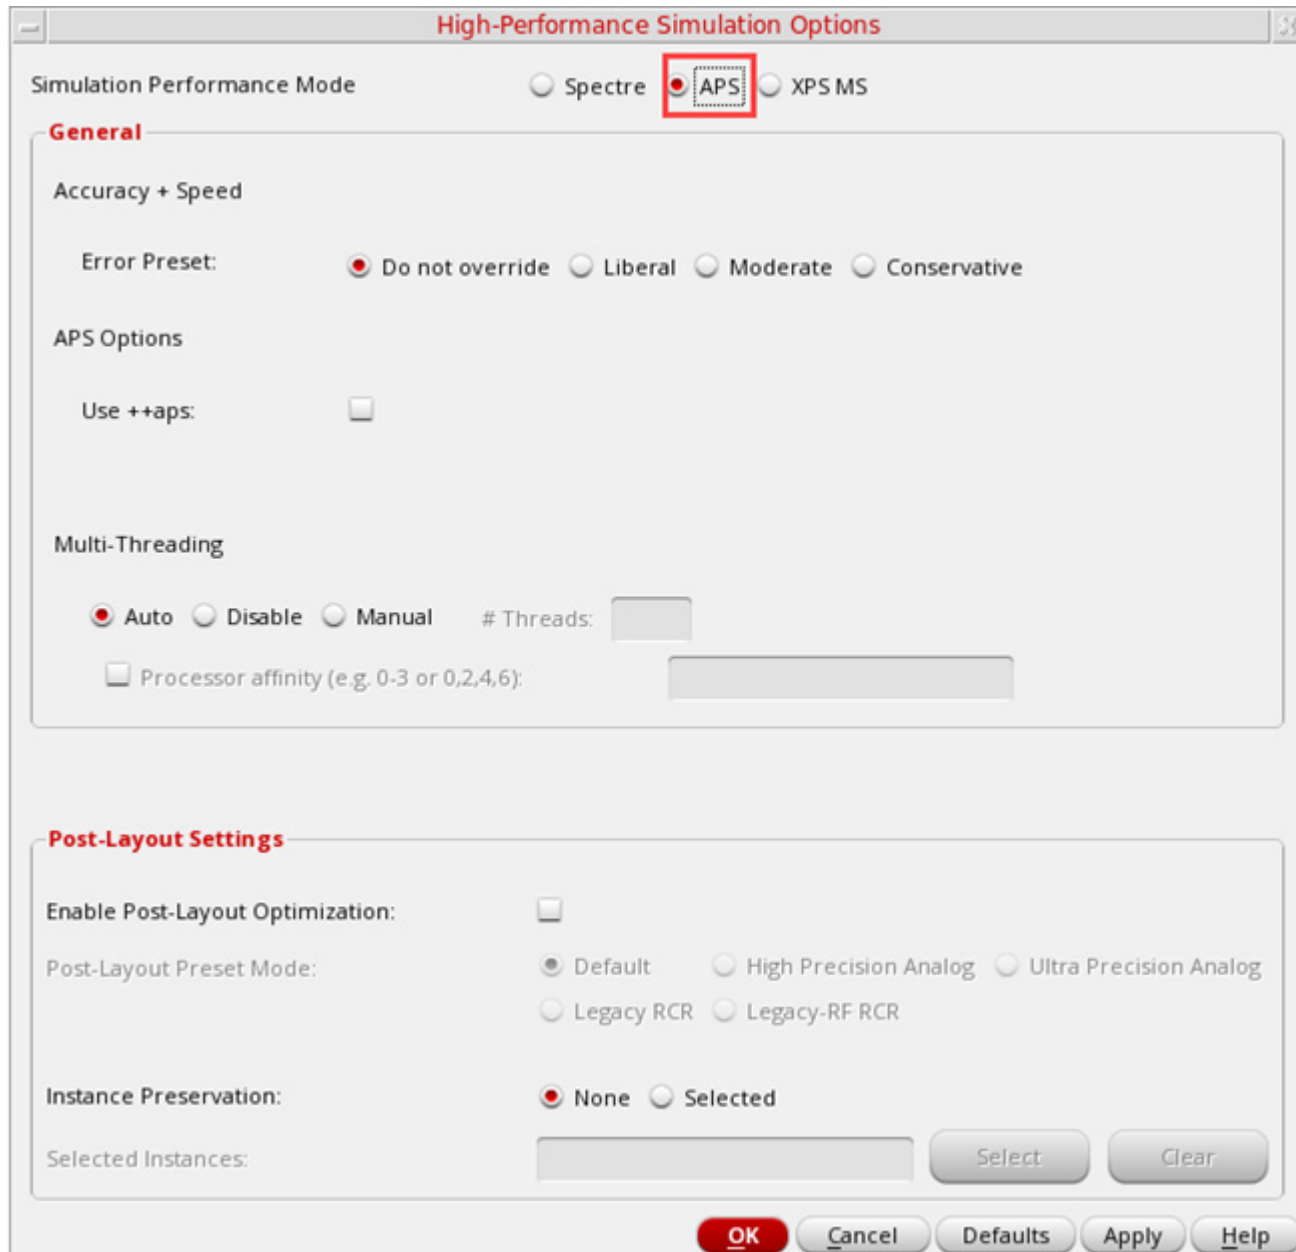 High-Performance Simulation Options
Simulation Performance Mode Spectre APS XPS MS
General
Accuracy + Speed
Error Preset: Do not override Liberal Moderate Conservative
APS Options
Use ++aps:
Multi-Threading
Auto Disable Manual # Threads:
Processor affinity (e.g. 0-3 or 0,2,4,6):
Post-Layout Settings
Enable Post-Layout Optimization:
Post-Layout Preset Mode: Default High Precision Analog Ultra Precision Analog
Legacy RCR Legacy-RF RCR
Instance Preservation: None Selected
Selected Instances: Select Clear
OK Cancel Defaults Apply Help